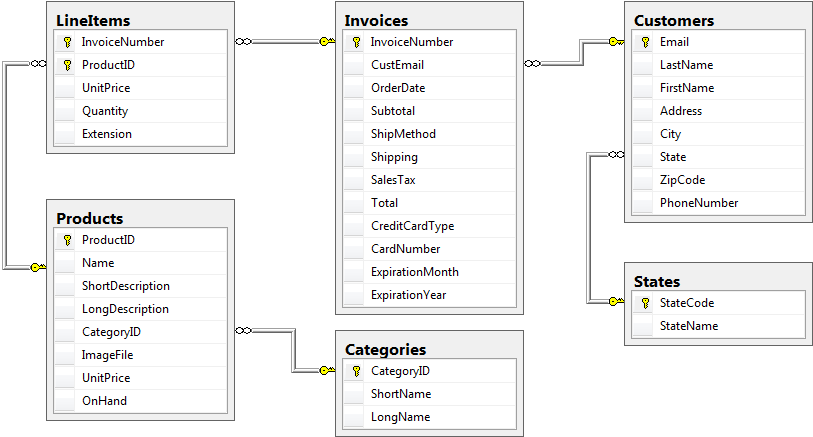 LineItems
InvoiceNumber
ProductID
UnitPrice
Quantity
Extension
Invoices
InvoiceNumber
CustEmail
OrderDate
Subtotal
ShipMethod
Shipping
SalesTax
Total
CreditCardType
CardNumber
ExpirationMonth
ExpirationYear
Customers
Email
LastName
FirstName
Address
City
State
ZipCode
PhoneNumber
Products
ProductID
Name
ShortDescription
LongDescription
CategoryID
ImageFile
UnitPrice
OnHand
Categories
CategoryID
ShortName
LongName
States
StateCode
StateName